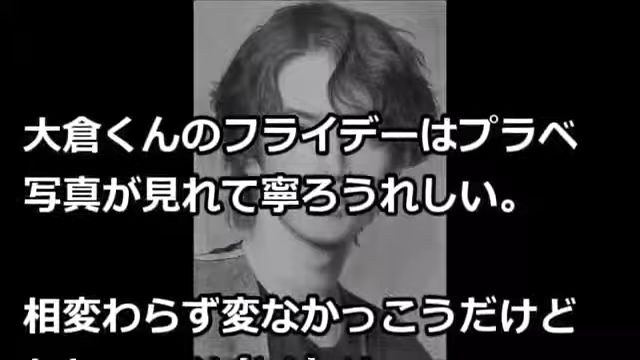 大倉くんのフライデーはプラベ
写真が見れて寧ろうれしい。
相変わらず変なかっこうだけど